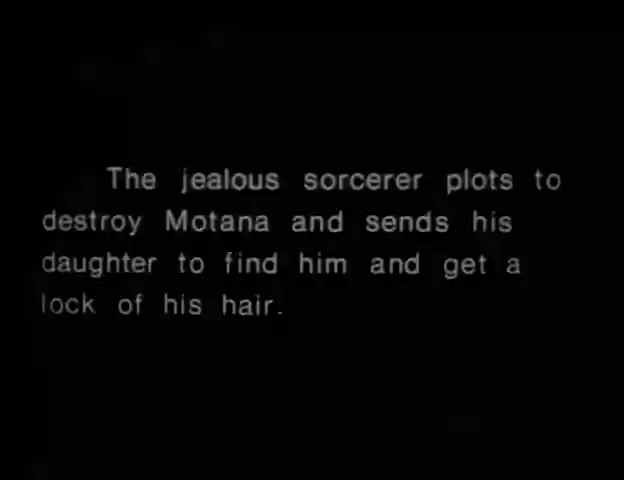 The jealous sorcerer plots to
destroy Motana and sends his
daughter to find him and get a
lock of his hair.